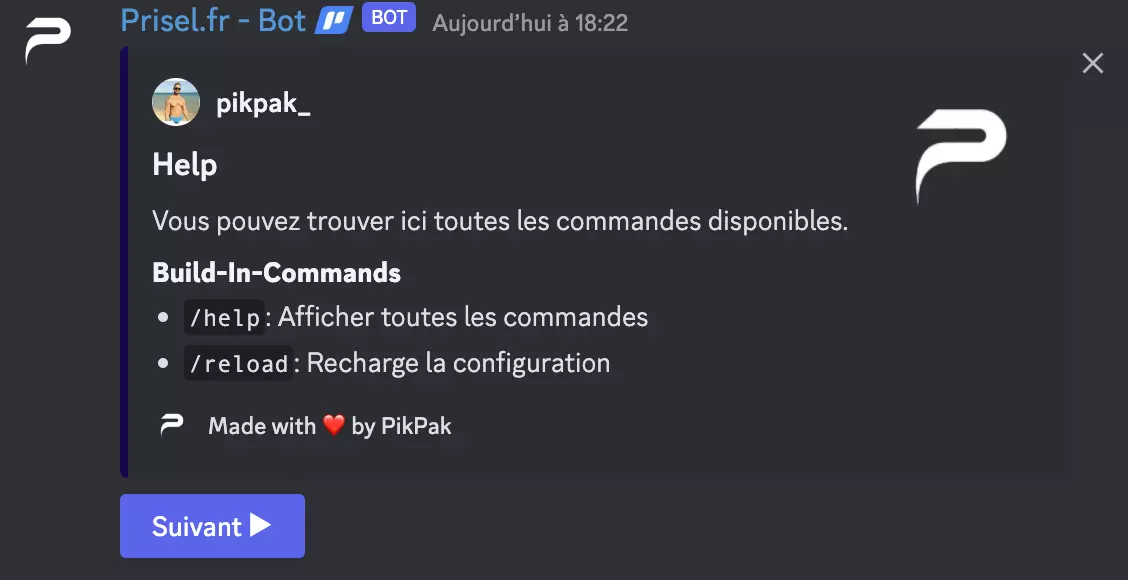 Prisel.fr - Bot BOT Aujourd’hui à 18:22
pikpak_
Help
Vous pouvez trouver ici toutes les commandes disponibles.
Build-In-Commands
• /help: Afficher toutes les commandes
• /reload: Recharge la configuration
Made with ❤️ by PikPak
Suivant ▶